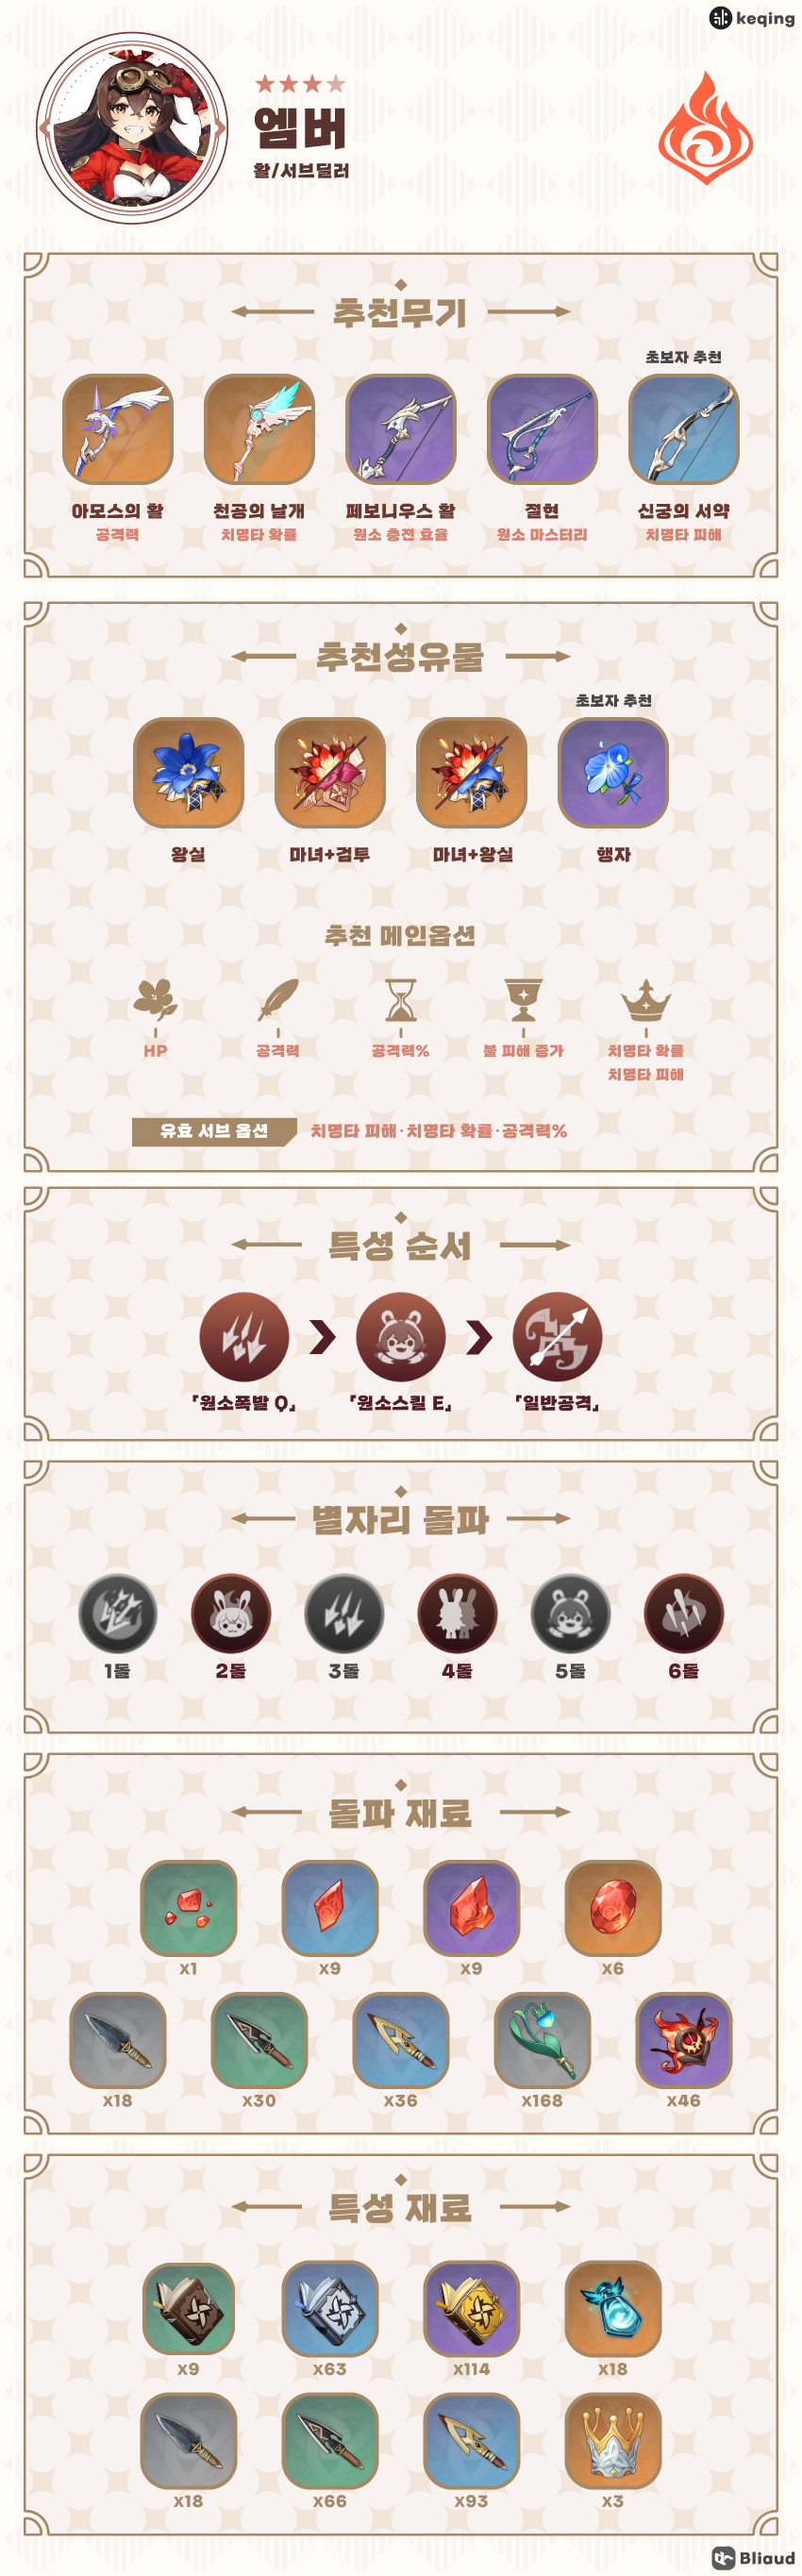 keqing
엠버
활/서브딜러
추천무기
초보자 추천
아모스의 활
천공의 날개
페보니우스 활
절현
신궁의 서약
공격력
치명타 확률
원소 충전 효율
원소 마스터리
치명타 피해
추천성유물
초보자 추천
왕실
마녀+검투
마녀+왕실
행자
추천 메인옵션
HP
공격력
공격력%
불 피해 증가
치명타 확률
치명타 피해
유효 서브 옵션
치명타 피해·치명타 확률·공격력%
특성 순서
「원소폭발 Q」
「원소스킬 E」
「일반공격」
별자리 돌파
1돌
2돌
3돌
4돌
5돌
6돌
돌파 재료
x1
x9
x9
x6
x18
x30
x36
x168
x46
특성 재료
x9
x63
x114
x18
x18
x66
x93
x3
Bliaud